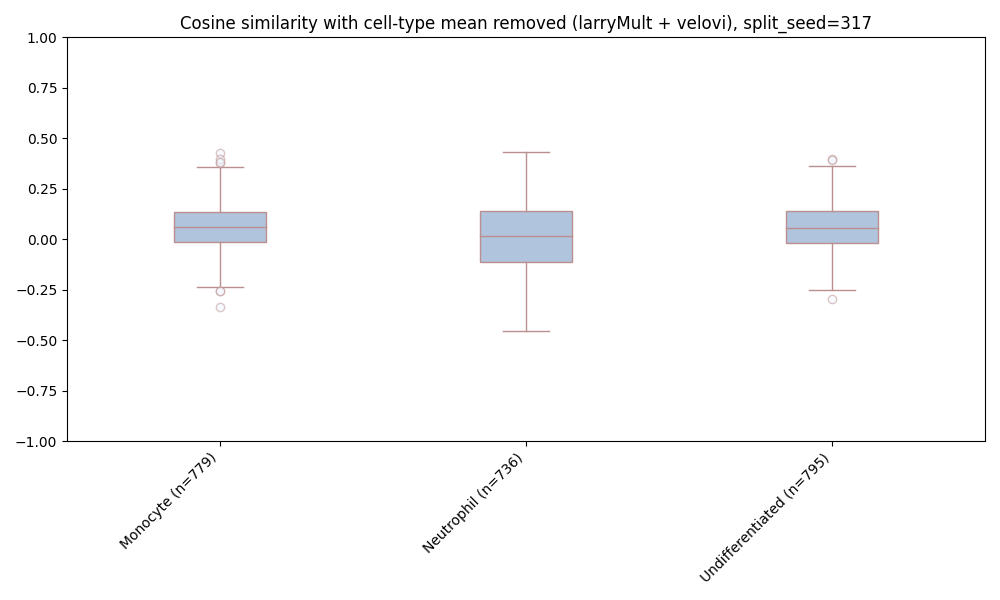 Cosine similarity with cell-type mean removed (larryMult + velovi), split_seed=317
1.00
0.75
0.50
0.25
0.00
−0.25
−0.50
−0.75
−1.00
Monocyte (n=779)
Neutrophil (n=736)
Undifferentiated (n=795)